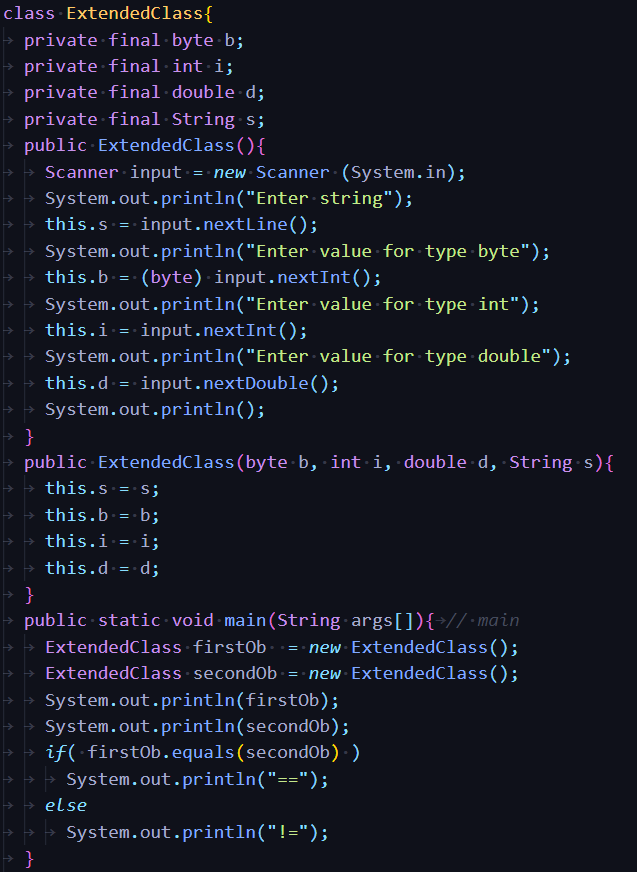 class ExtendedClass{
private final byte b;
private final int i;
private final double d;
private final String s;
public ExtendedClass(){
Scanner input = new Scanner (System.in);
System.out.println("Enter string");
this.s = input.nextLine();
System.out.println("Enter value for type byte");
this.b = (byte) input.nextInt();
System.out.println("Enter value for type int");
this.i = input.nextInt();
System.out.println("Enter value for type double");
this.d = input.nextDouble();
System.out.println();
}
public ExtendedClass(byte b, int i, double d, String s){
this.s = s;
this.b = b;
this.i = i;
this.d = d;
}
public static void main(String args[]){ // main
ExtendedClass firstOb  = new ExtendedClass();
ExtendedClass secondOb = new ExtendedClass();
System.out.println(firstOb);
System.out.println(secondOb);
if( firstOb.equals(secondOb) )
System.out.println("==");
else
System.out.println("!=");
}